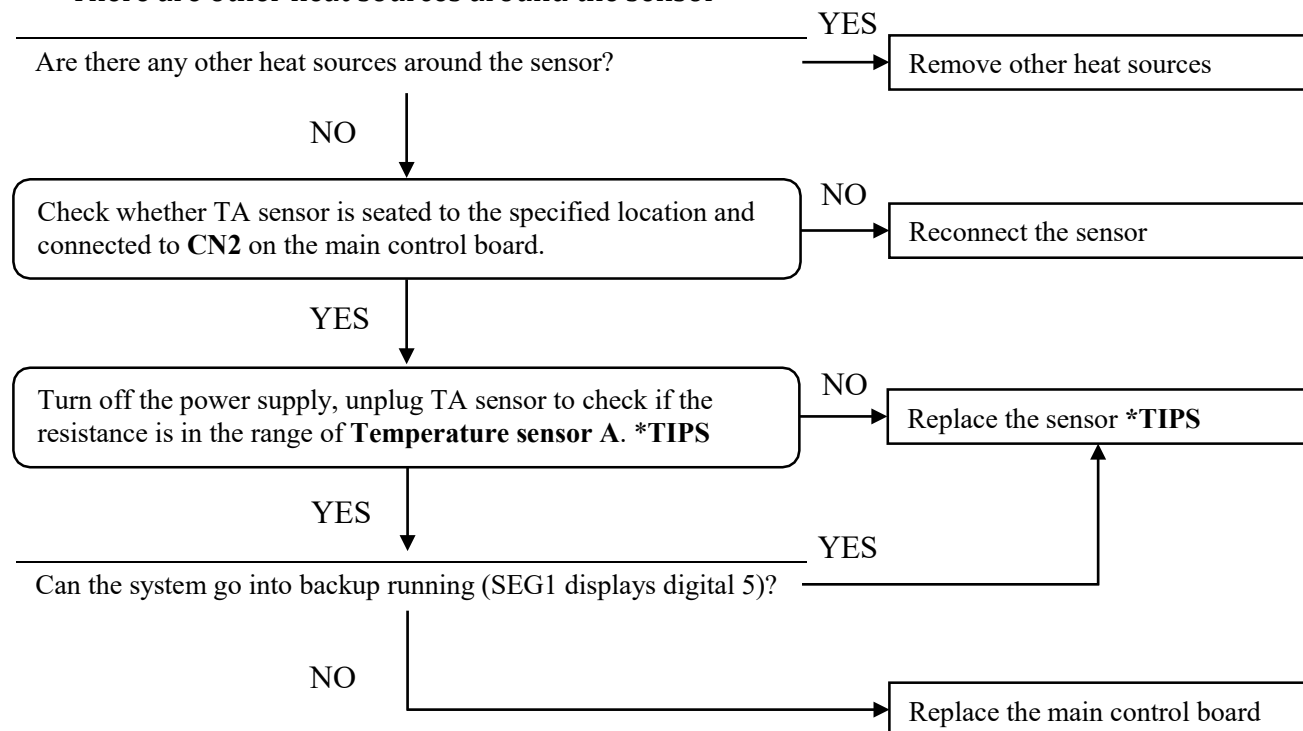 There are other heat sources around the sensor
YES
Are there any other heat sources around the sensor?
Remove other heat sources
NO
Check whether TA sensor is seated to the specified location and
connected to CN2 on the main control board.
NO
Reconnect the sensor
YES
Turn off the power supply, unplug TA sensor to check if the
resistance is in the range of Temperature sensor A. *TIPS
NO
Replace the sensor *TIPS
YES
YES
Can the system go into backup running (SEG1 displays digital 5)?
NO
Replace the main control board